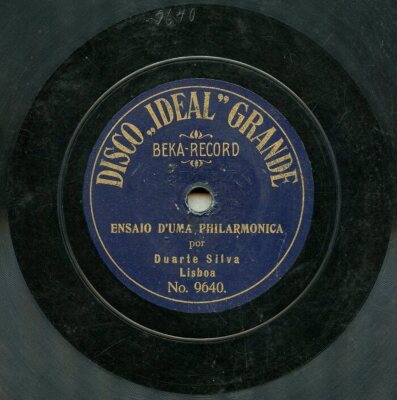 9640
DISCO „IDEAL” GRANDE
BEKA-RECORD
ENSAIO D'UMA PHILARMONICA
por
Duarte Silva
Lisboa
No. 9640.